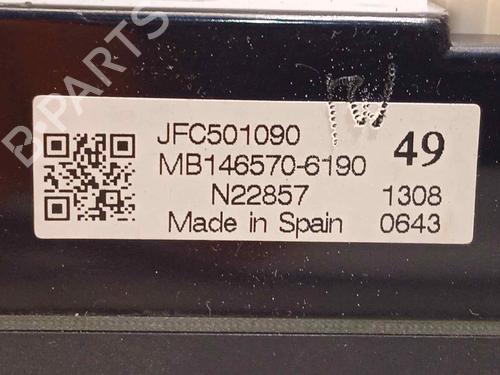 B-PARTS
JFC501090
MB146570-6190 49
N22857 1308
Made in Spain 0643